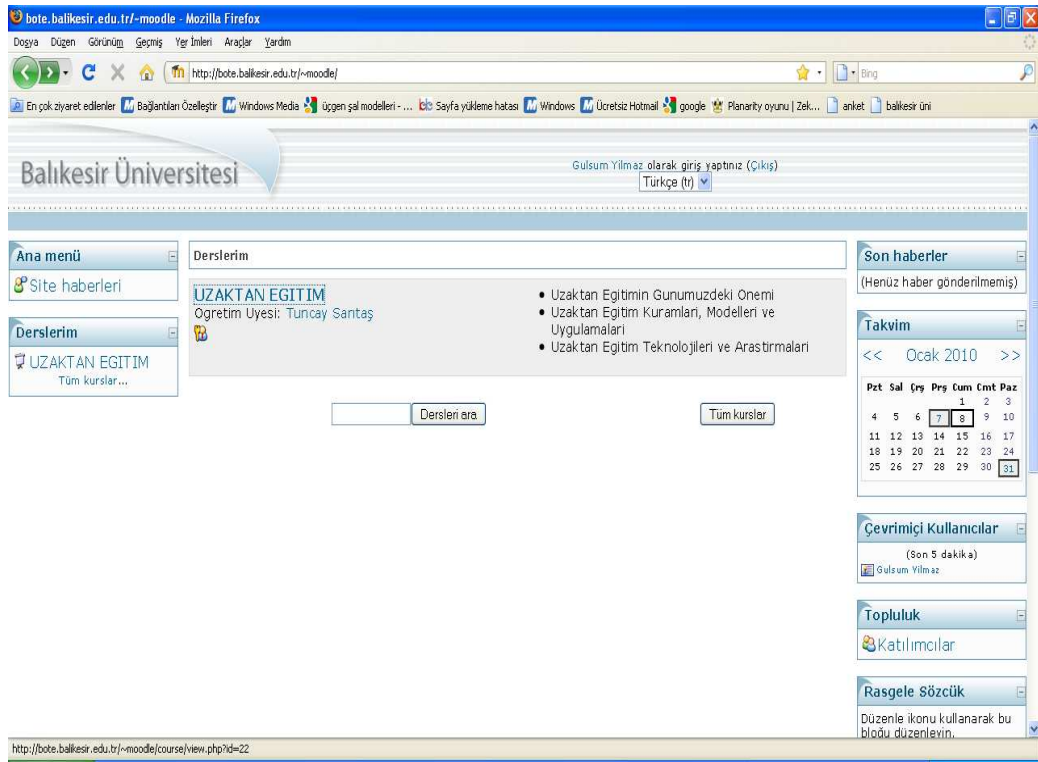 bote.balikesir.edu.tr/~moodle - Mozilla Firefox
Dosya Düzen Görünüm Geçmiş Yer İmleri Araçlar Yardım
http://bote.balikesir.edu.tr/~moodle/
Bing
En çok ziyaret edilenler Bağlantıları Özelleştir Windows Media üçgen şal modelleri - ... Sayfa yükleme hatası Windows Ücretsiz Hotmail google Planarity oyunu | Zek... anket balıkesir üni
Balıkesir Üniversitesi
Gulsum Yilmaz olarak giriş yaptınız (Çıkış)
Türkçe (tr)
Ana menü
Site haberleri
Derslerim
UZAKTAN EGITIM
Tüm kurslar...
Derslerim
UZAKTAN EGITIM
Ogretim Uyesi: Tuncay Sarıtaş
• Uzaktan Egitimin Gunumuzdeki Onemi
• Uzaktan Egitim Kuramlari, Modelleri ve
Uygulamalari
• Uzaktan Egitim Teknolojileri ve Arastirmalari
Dersleri ara
Tüm kurslar
Son haberler
(Henüz haber gönderilmemiş)
Takvim
<< Ocak 2010 >>
Pzt Sal Çrş Prş Cum Cmt Paz
1 2 3
4 5 6 7 8 9 10
11 12 13 14 15 16 17
18 19 20 21 22 23 24
25 26 27 28 29 30 31
Çevrimiçi Kullanıcılar
(Son 5 dakika)
Gulsum Yilmaz
Topluluk
Katılımcılar
Rasgele Sözcük
Düzenle ikonu kullanarak bu
bloğu düzenleyin,
http://bote.balikesir.edu.tr/~moodle/course/view.php?id=22